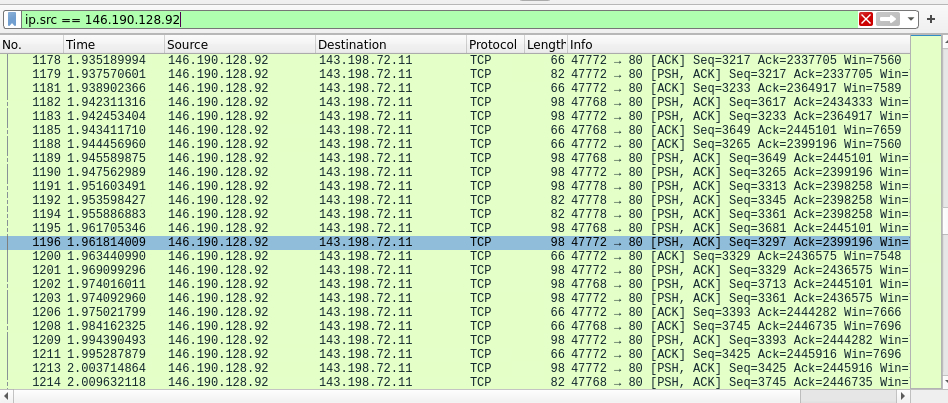 ip.src == 146.190.128.92
No. Time Source Destination Protocol Length Info
1178 1.935189994 146.190.128.92 143.198.72.11 TCP 66 47772 → 80 [ACK] Seq=3217 Ack=2337705 Win=7560
1179 1.937570601 146.190.128.92 143.198.72.11 TCP 82 47772 → 80 [PSH, ACK] Seq=3217 Ack=2337705 Win=
1181 1.938902366 146.190.128.92 143.198.72.11 TCP 66 47772 → 80 [ACK] Seq=3233 Ack=2364917 Win=7589
1182 1.942311316 146.190.128.92 143.198.72.11 TCP 98 47768 → 80 [PSH, ACK] Seq=3617 Ack=2434333 Win=
1183 1.942453404 146.190.128.92 143.198.72.11 TCP 98 47772 → 80 [PSH, ACK] Seq=3233 Ack=2364917 Win=
1185 1.943411710 146.190.128.92 143.198.72.11 TCP 66 47768 → 80 [ACK] Seq=3649 Ack=2445101 Win=7659
1188 1.944456960 146.190.128.92 143.198.72.11 TCP 66 47772 → 80 [ACK] Seq=3265 Ack=2399196 Win=7560
1189 1.945589875 146.190.128.92 143.198.72.11 TCP 98 47768 → 80 [PSH, ACK] Seq=3649 Ack=2445101 Win=
1190 1.947562989 146.190.128.92 143.198.72.11 TCP 98 47772 → 80 [PSH, ACK] Seq=3265 Ack=2399196 Win=
1191 1.951603491 146.190.128.92 143.198.72.11 TCP 98 47778 → 80 [PSH, ACK] Seq=3313 Ack=2398258 Win=
1192 1.953598427 146.190.128.92 143.198.72.11 TCP 82 47778 → 80 [PSH, ACK] Seq=3345 Ack=2398258 Win=
1194 1.955886883 146.190.128.92 143.198.72.11 TCP 82 47778 → 80 [PSH, ACK] Seq=3361 Ack=2398258 Win=
1195 1.961705346 146.190.128.92 143.198.72.11 TCP 98 47768 → 80 [PSH, ACK] Seq=3681 Ack=2445101 Win=
1196 1.961814009 146.190.128.92 143.198.72.11 TCP 98 47772 → 80 [PSH, ACK] Seq=3297 Ack=2399196 Win=
1200 1.963440990 146.190.128.92 143.198.72.11 TCP 66 47772 → 80 [ACK] Seq=3329 Ack=2436575 Win=7548
1201 1.969099296 146.190.128.92 143.198.72.11 TCP 98 47772 → 80 [PSH, ACK] Seq=3329 Ack=2436575 Win=
1202 1.974016011 146.190.128.92 143.198.72.11 TCP 98 47768 → 80 [PSH, ACK] Seq=3713 Ack=2445101 Win=
1203 1.974092960 146.190.128.92 143.198.72.11 TCP 98 47772 → 80 [PSH, ACK] Seq=3361 Ack=2436575 Win=
1206 1.975021799 146.190.128.92 143.198.72.11 TCP 66 47772 → 80 [ACK] Seq=3393 Ack=2444282 Win=7666
1208 1.984162325 146.190.128.92 143.198.72.11 TCP 66 47768 → 80 [ACK] Seq=3745 Ack=2446735 Win=7696
1209 1.994390493 146.190.128.92 143.198.72.11 TCP 98 47772 → 80 [PSH, ACK] Seq=3393 Ack=2444282 Win=
1211 1.995287879 146.190.128.92 143.198.72.11 TCP 66 47772 → 80 [ACK] Seq=3425 Ack=2445916 Win=7696
1213 2.003714864 146.190.128.92 143.198.72.11 TCP 98 47772 → 80 [PSH, ACK] Seq=3425 Ack=2445916 Win=
1214 2.009632118 146.190.128.92 143.198.72.11 TCP 82 47768 → 80 [PSH, ACK] Seq=3745 Ack=2446735 Win=